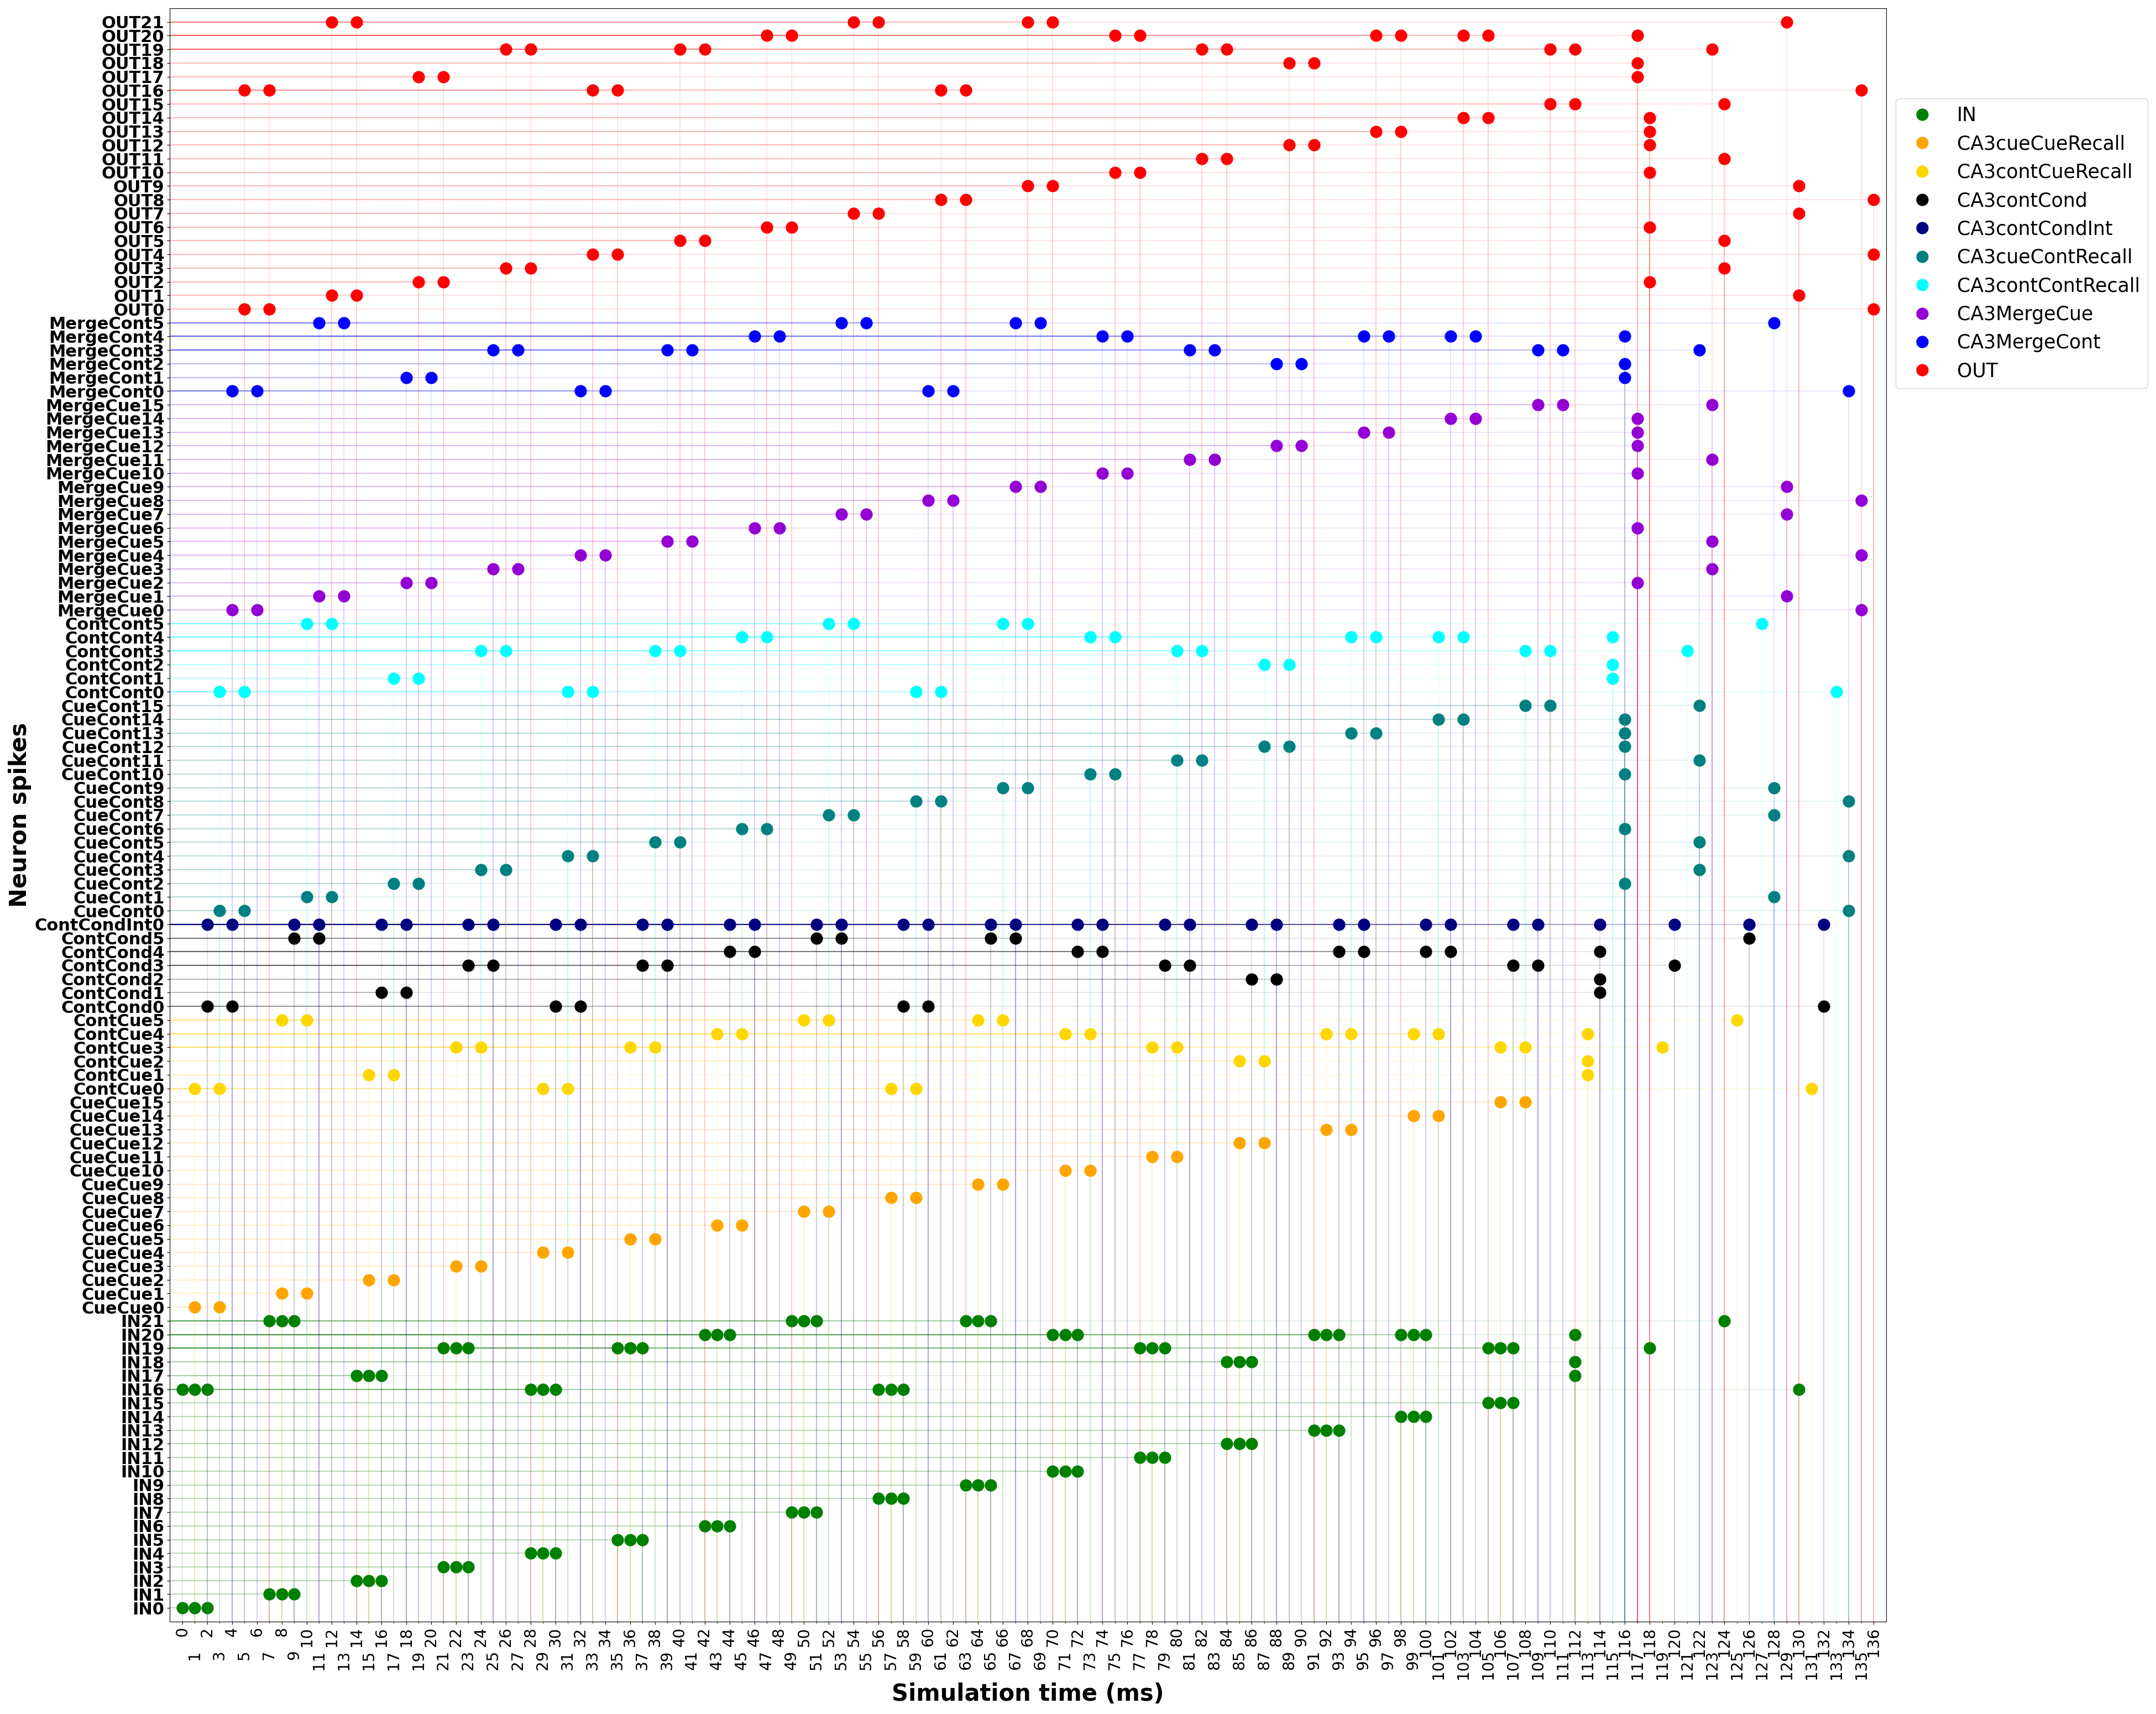 Neuron spikes
OUT21
OUT20
OUT19
OUT18
OUT17
OUT16
OUT15
OUT14
OUT13
OUT12
OUT11
OUT10
OUT9
OUT8
OUT7
OUT6
OUT5
OUT4
OUT3
OUT2
OUT1
OUT0
MergeCont5
MergeCont4
MergeCont3
MergeCont2
MergeCont1
MergeCont0
MergeCue15
MergeCue14
MergeCue13
MergeCue12
MergeCue11
MergeCue10
MergeCue9
MergeCue8
MergeCue7
MergeCue6
MergeCue5
MergeCue4
MergeCue3
MergeCue2
MergeCue1
MergeCue0
ContCont5
ContCont4
ContCont3
ContCont2
ContCont1
ContCont0
CueCont15
CueCont14
CueCont13
CueCont12
CueCont11
CueCont10
CueCont9
CueCont8
CueCont7
CueCont6
CueCont5
CueCont4
CueCont3
CueCont2
CueCont1
CueCont0
ContCondInt0
ContCond5
ContCond4
ContCond3
ContCond2
ContCond1
ContCond0
ContCue5
ContCue4
ContCue3
ContCue2
ContCue1
ContCue0
CueCue15
CueCue14
CueCue13
CueCue12
CueCue11
CueCue10
CueCue9
CueCue8
CueCue7
CueCue6
CueCue5
CueCue4
CueCue3
CueCue2
CueCue1
CueCue0
IN21
IN20
IN19
IN18
IN17
IN16
IN15
IN14
IN13
IN12
IN11
IN10
IN9
IN8
IN7
IN6
IN5
IN4
IN3
IN2
IN1
IN0
0 2 4 6 8 10 12 14 16 18 20 22 24 26 28 30 32 34 36 38 40 42 44 46 48 50 52 54 56 58 60 62 64 66 68 70 72 74 76 78 80 82 84 86 88 90 92 94 96 98 100 102 104 106 108 110 112 114 116 118 120 122 124 126 128 130 132 134 136
1 3 5 7 9 11 13 15 17 19 21 23 25 27 29 31 33 35 37 39 41 43 45 47 49 51 53 55 57 59 61 63 65 67 69 71 73 75 77 79 81 83 85 87 89 91 93 95 97 99 101 103 105 107 109 111 113 115 117 119 121 123 125 127 129 131 133 135
Simulation time (ms)
IN
CA3cueCueRecall
CA3contCueRecall
CA3contCond
CA3contCondInt
CA3cueContRecall
CA3contContRecall
CA3MergeCue
CA3MergeCont
OUT